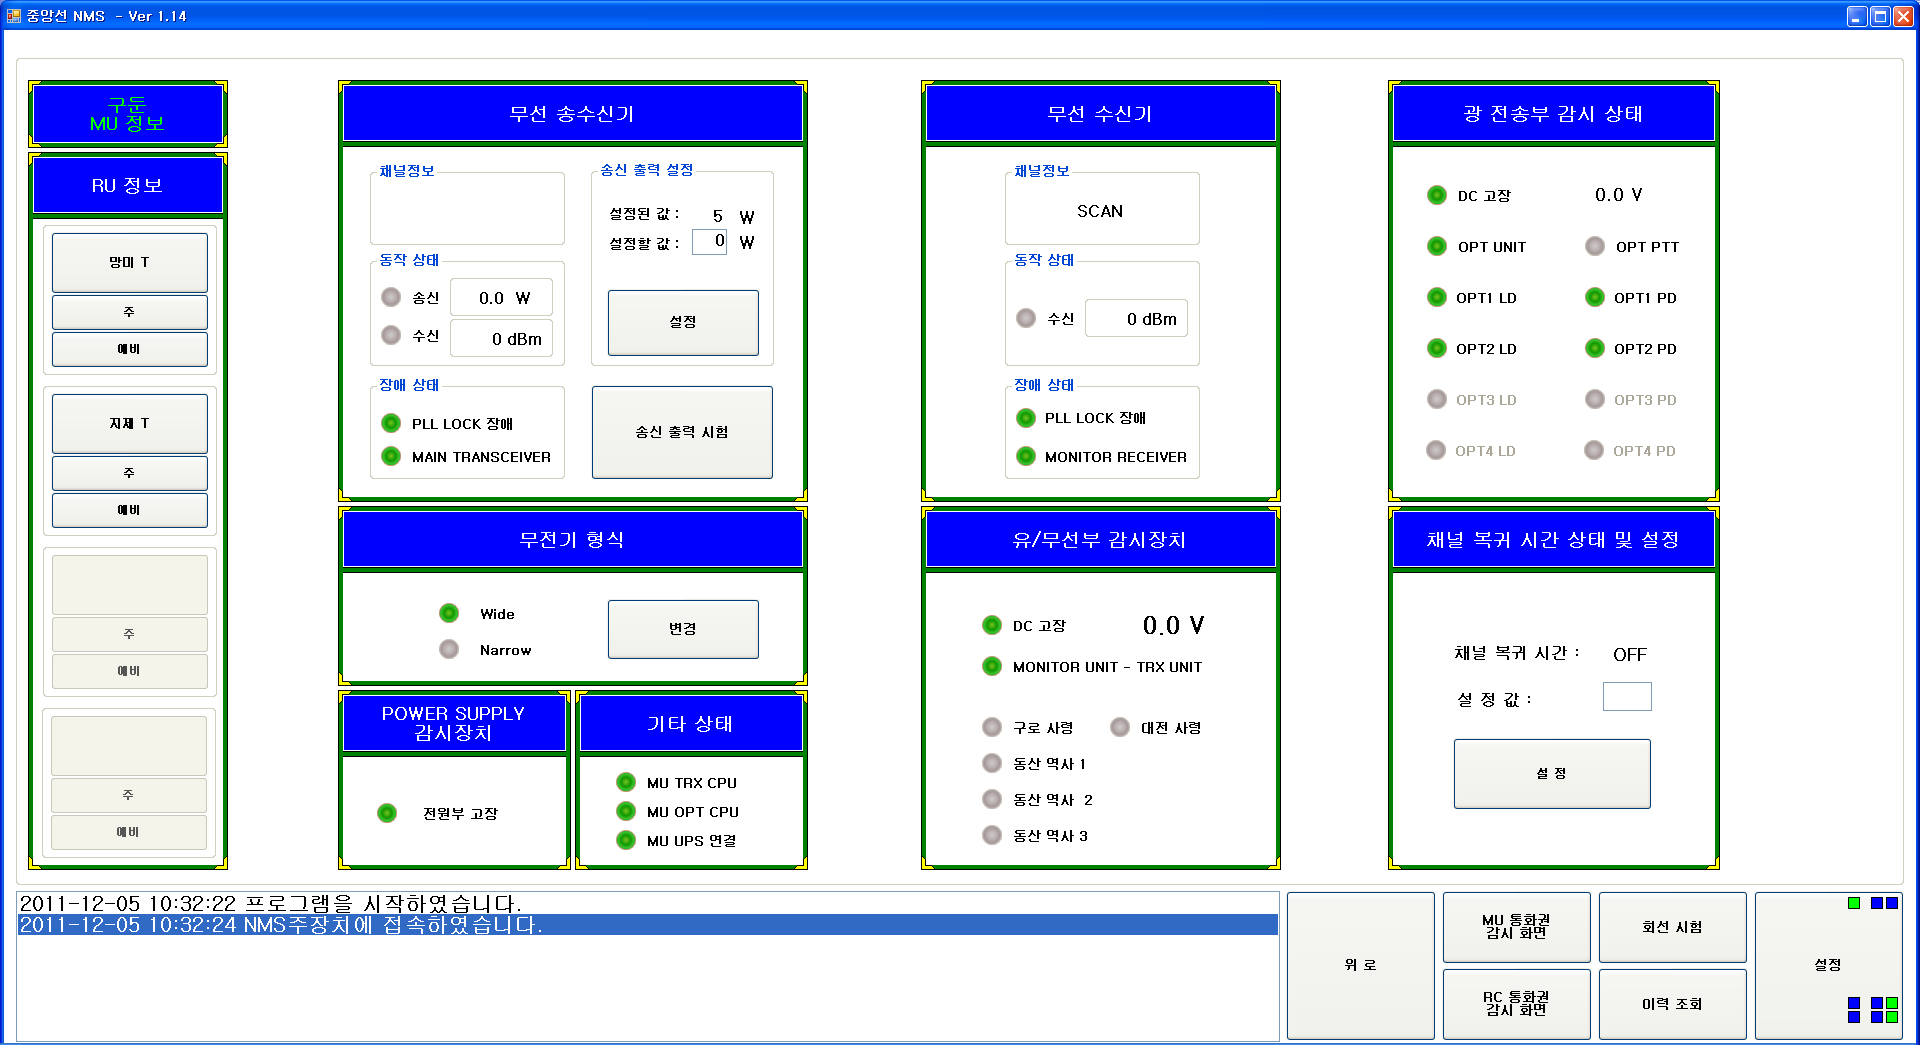 중앙선 NMS - Ver 1.14
구둔
MU 정보
RU 정보
망미 T
주
예비
지제 T
주
예비
주
예비
주
예비
무선 송수신기
채널정보
동작 상태
송신 0.0 W
수신 0 dBm
장애 상태
PLL LOCK 장애
MAIN TRANSCEIVER
송신 출력 설정
설정된 값 : 5 W
설정할 값 : 0 W
설정
송신 출력 시험
무선 수신기
채널정보
SCAN
동작 상태
수신 0 dBm
장애 상태
PLL LOCK 장애
MONITOR RECEIVER
광 전송부 감시 상태
DC 고장 0.0 V
OPT UNIT OPT PTT
OPT1 LD OPT1 PD
OPT2 LD OPT2 PD
OPT3 LD OPT3 PD
OPT4 LD OPT4 PD
무전기 형식
Wide
Narrow
변경
POWER SUPPLY
감시장치
전원부 고장
기타 상태
MU TRX CPU
MU OPT CPU
MU UPS 연결
유/무선부 감시장치
DC 고장 0.0 V
MONITOR UNIT - TRX UNIT
구로 사령 대전 사령
동산 역사 1
동산 역사 2
동산 역사 3
채널 복귀 시간 상태 및 설정
채널 복귀 시간 : OFF
설 정 값 :
설 정
2011-12-05 10:32:22 프로그램을 시작하였습니다.
2011-12-05 10:32:24 NMS주장치에 접속하였습니다.
위 로
MU 통화권
감시 화면
RC 통화권
감시 화면
회선 시험
이력 조회
설정